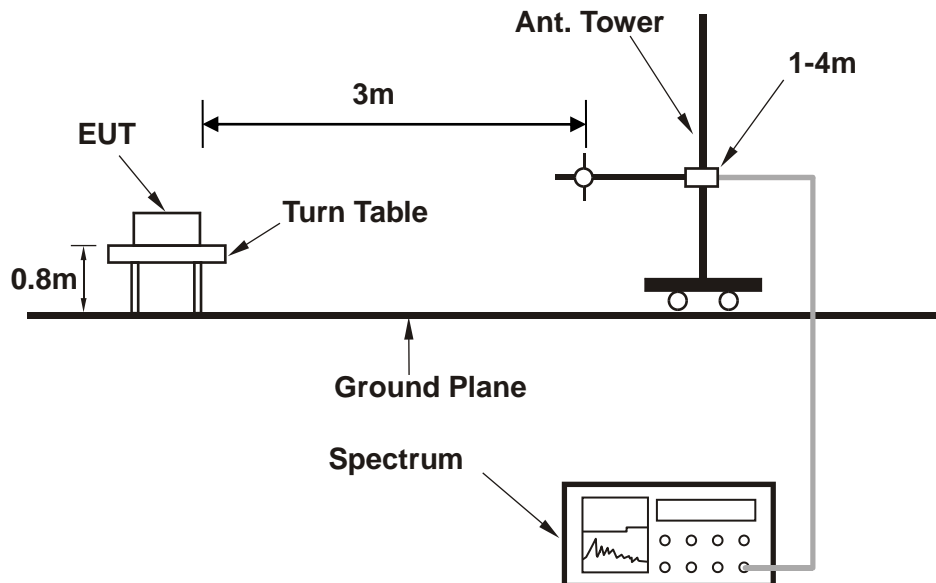 Ant. Tower
1-4m
3m
EUT
Turn Table
0.8m
Ground Plane
Spectrum